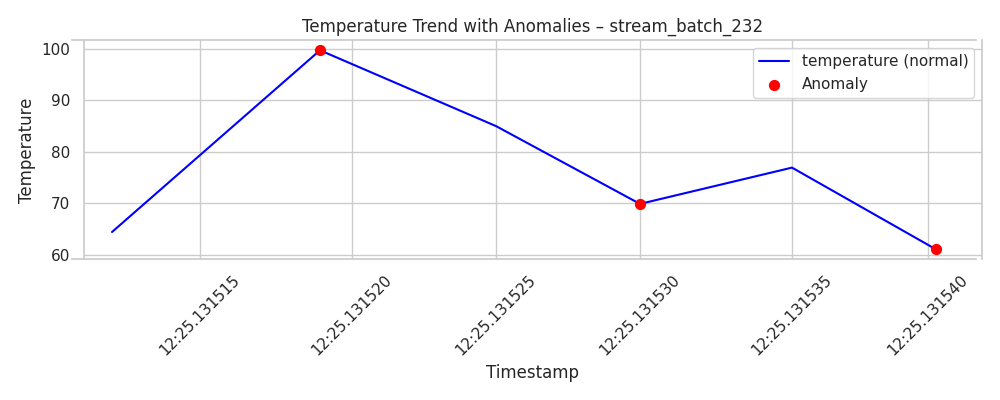 Temperature Trend with Anomalies – stream_batch_232
temperature (normal)
Anomaly
Temperature
100
90
80
70
60
12:25.131515
12:25.131520
12:25.131525
12:25.131530
12:25.131535
12:25.131540
Timestamp